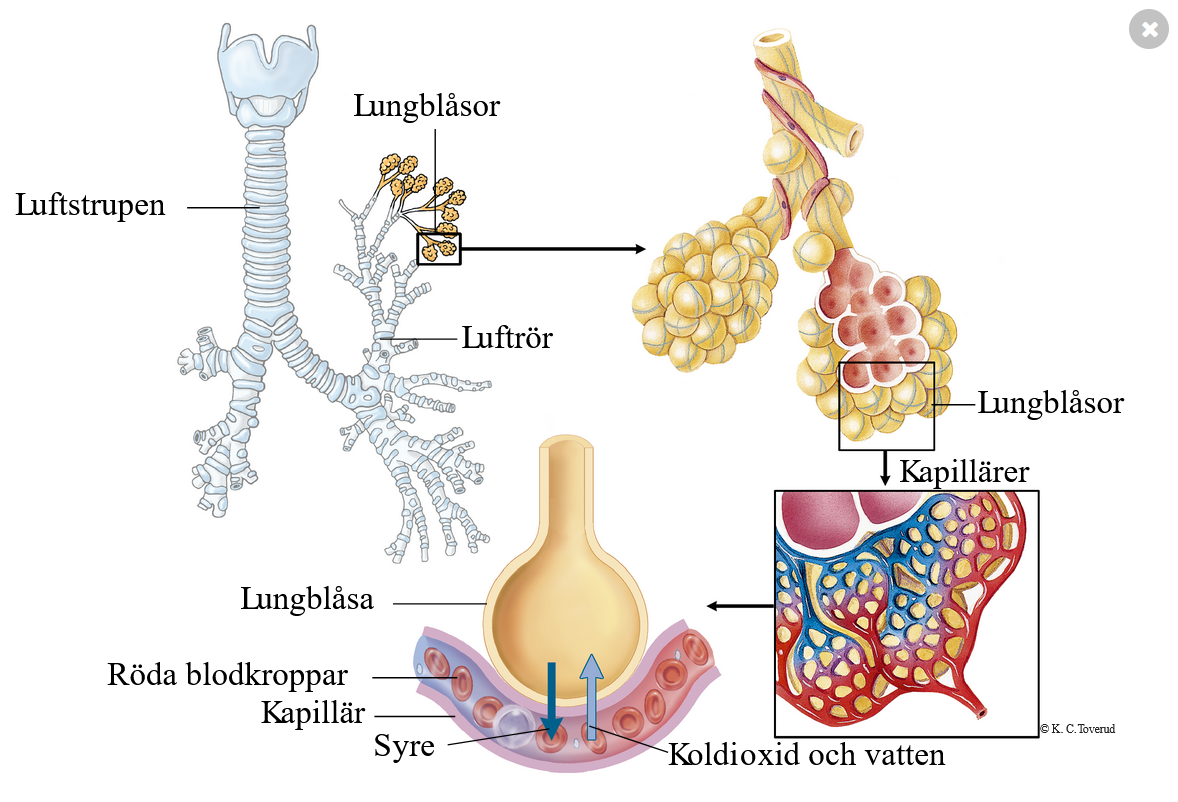 Lungblåsor
Luftstrupen
Luftrör
Lungblåsor
Kapillärer
Lungblåsa
Röda blodkroppar
Kapillär
Syre
Koldioxid och vatten
© K. C. Toverud